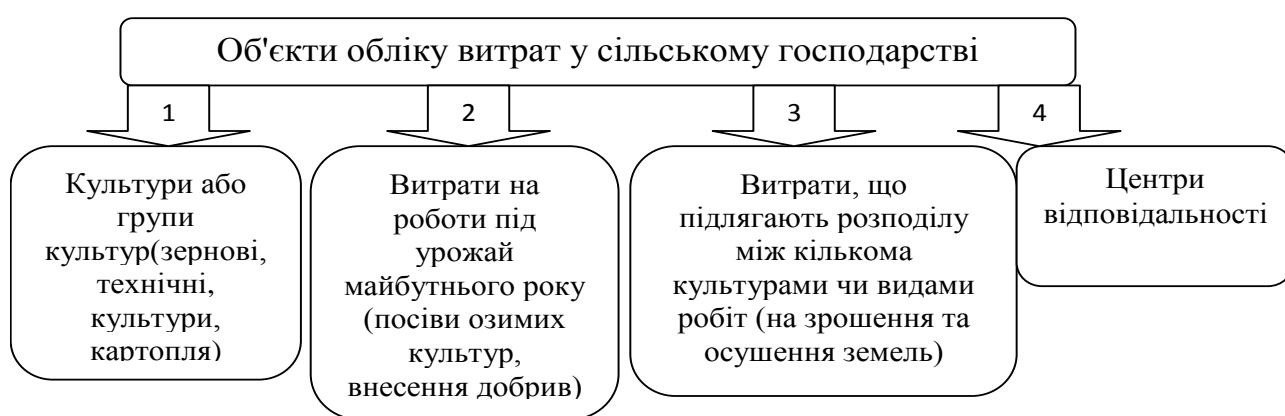 Об'єкти обліку витрат у сільському господарстві
1
2
3
4
Культури або
групи
культур(зернові,
технічні,
культури,
картопля)
Витрати на
роботи під
урожай
майбутнього року
(посіви озимих
культур,
внесення добрив)
Витрати, що
підлягають розподілу
між кількома
культурами чи видами
робіт (на зрошення та
осушення земель)
Центри
відповідальності